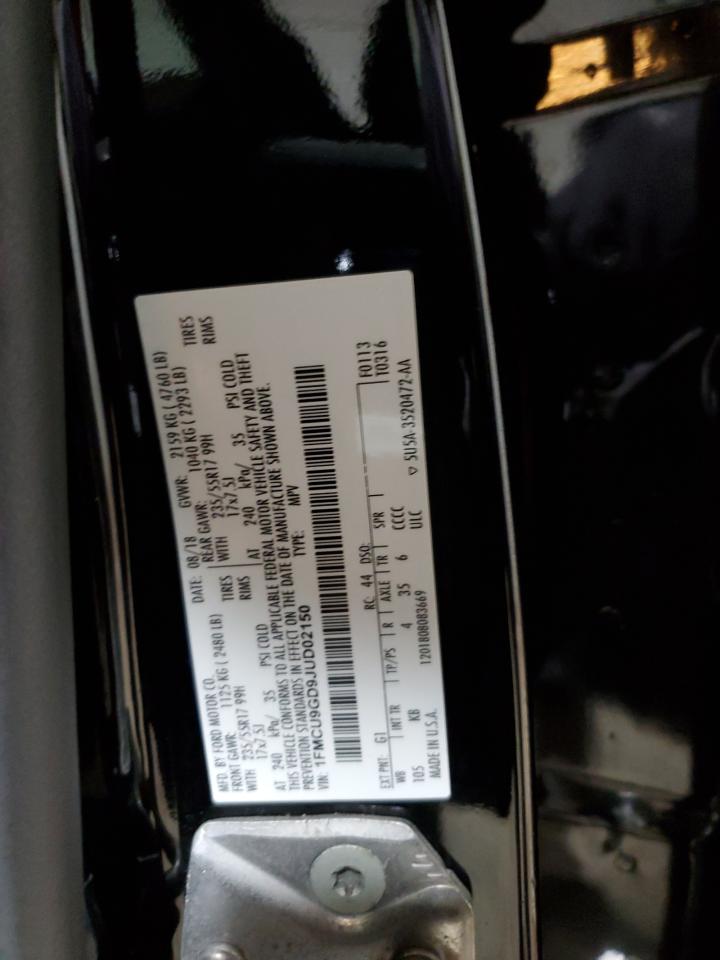 MFD. BY FORD MOTOR CO.
DATE: 08/18 GVWR: 2159 KG ( 4760 LB)
FRONT GAWR: 1125 KG ( 2480 LB) REAR GAWR: 1040 KG ( 2293 LB)
WITH 235/55R17 99H TIRES WITH 235/55R17 99H TIRES
17x7.5J RIMS 17x7.5J RIMS
AT 240 kPa/ 35 PSI COLD AT 240 kPa/ 35 PSI COLD
THIS VEHICLE CONFORMS TO ALL APPLICABLE FEDERAL MOTOR VEHICLE SAFETY AND THEFT
PREVENTION STANDARDS IN EFFECT ON THE DATE OF MANUFACTURE SHOWN ABOVE.
VIN: 1FMCU9GD9JUD02150 TYPE: MPV
EXT PNT: G1 RC: 44 DSO: F0113
WB INT TR TP/PS R AXLE TR SPR 10316
105 KB 4 35 6 CCCC
MADE IN U.S.A. 1201808083669 ULC ▽ 5U5A-3520472-AA